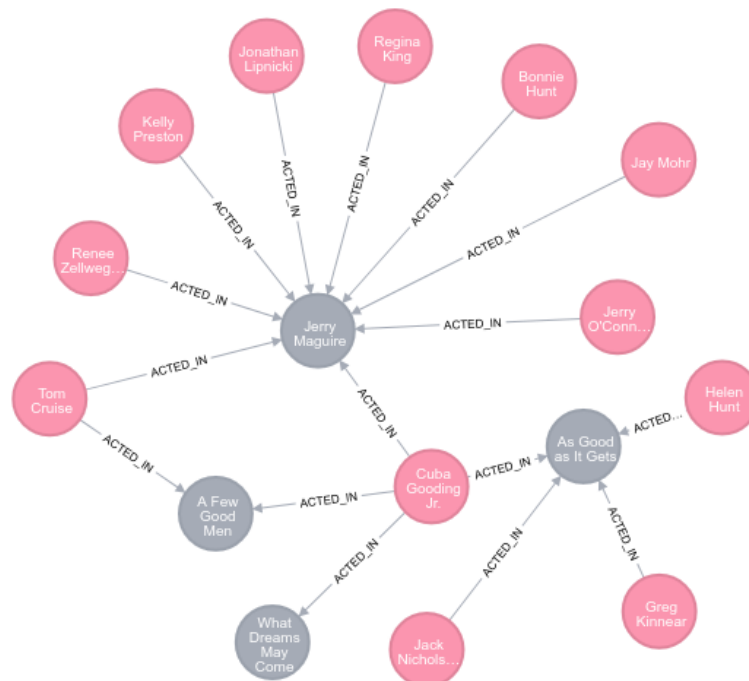 Jonathan
Lipnicki
Regina
King
Bonnie
Hunt
Kelly
Preston
Jay Mohr
ACTED_IN
ACTED_IN
ACTED_IN
ACTED_IN
ACTED_IN
Renee
Zellweg...
ACTED_IN
Jerry
Maguire
ACTED_IN
Jerry
O'Conn...
ACTED_IN
Tom
Cruise
Helen
Hunt
ACTED_IN
ACTED...
As Good
as It Gets
ACTED_IN
ACTED_IN
Cuba
Gooding
Jr.
A Few
Good
Men
ACTED_IN
ACTED_IN
ACTED_IN
ACTED_IN
What
Dreams
May
Come
Jack
Nichols...
Greg
Kinnear